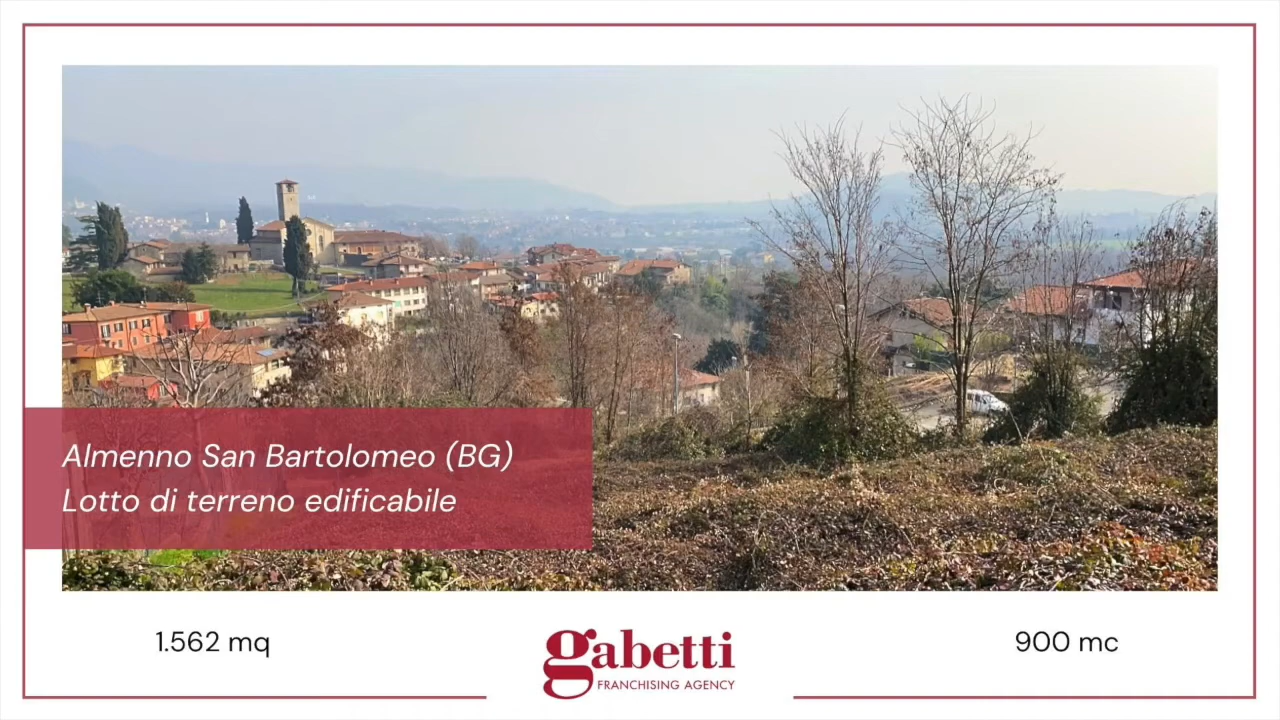 Almenno San Bartolomeo (BG)
Lotto di terreno edificabile
1.562 mq
gabetti
FRANCHISING AGENCY
900 mc